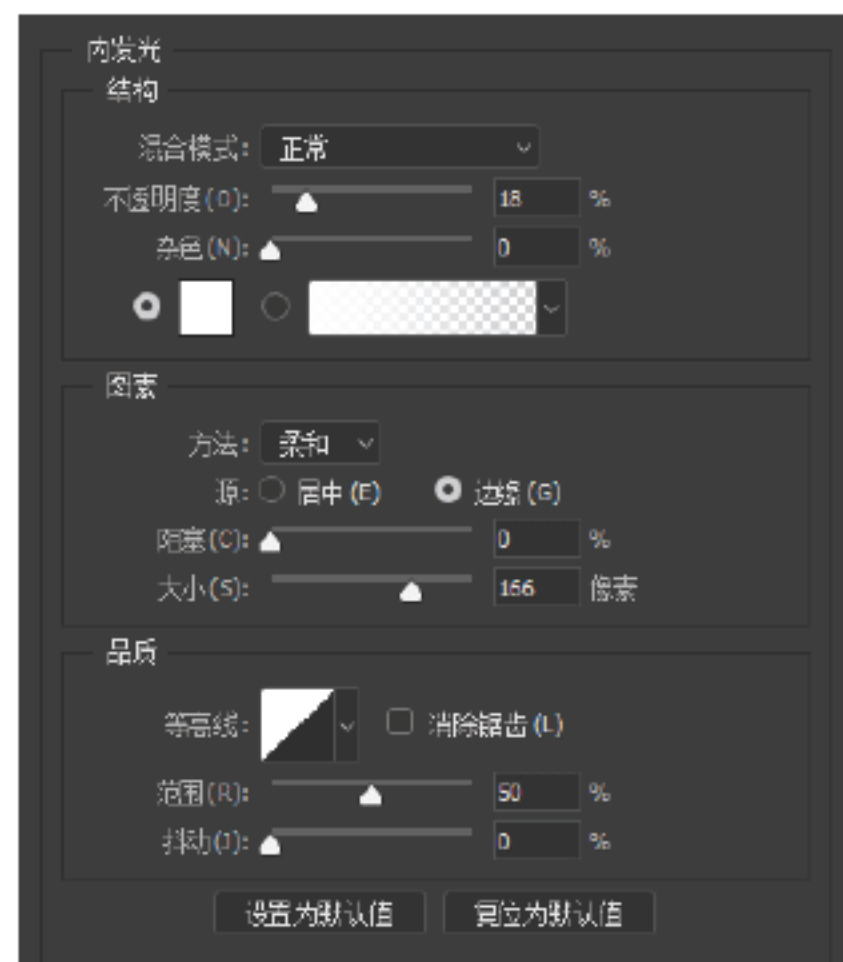 内发光
结构
混合模式: 正常
不透明度(O): 18 %
杂色(N): 0 %
图素
方法: 柔和
源: 居中(E) 边缘(G)
阻塞(C): 0 %
大小(S): 166 像素
品质
等高线: 消除锯齿(L)
范围(R): 50 %
抖动(J): 0 %
设置为默认值 复位为默认值